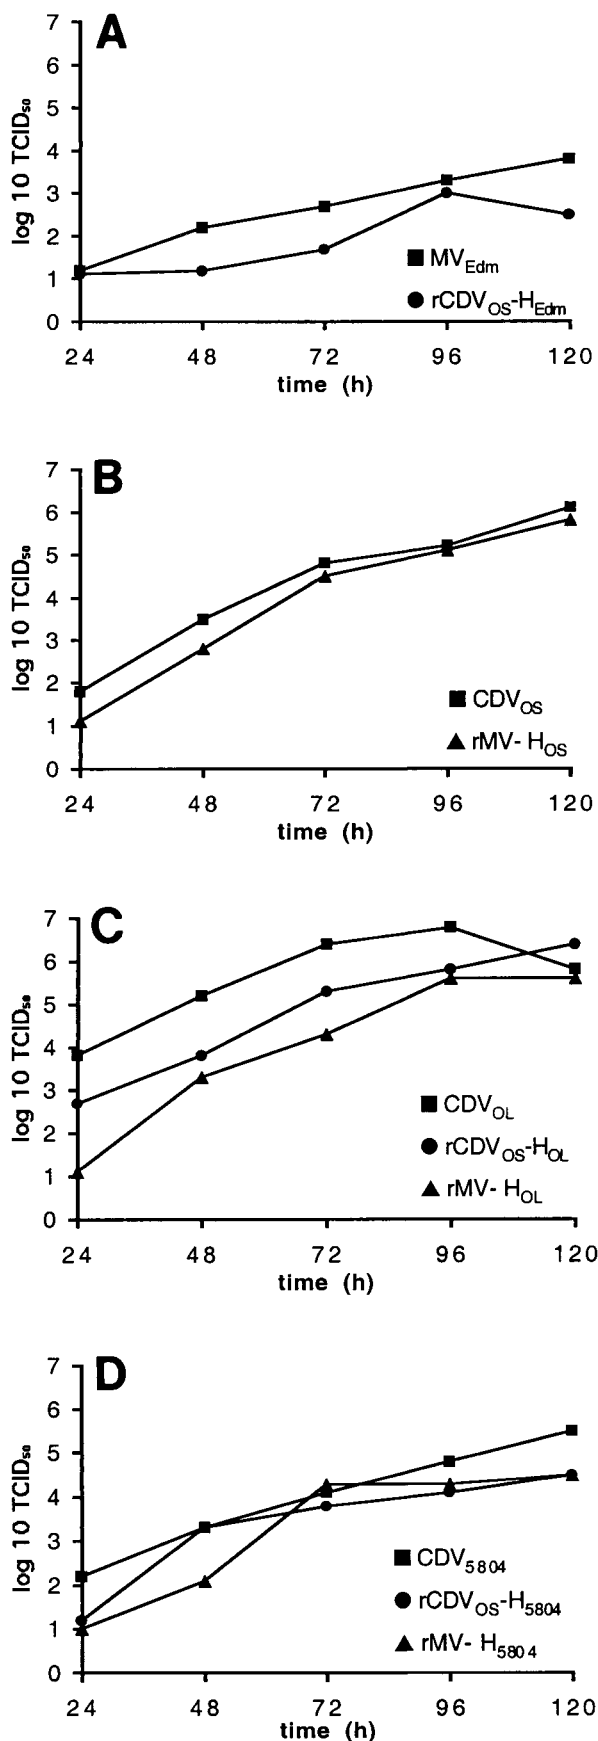 A
7
6
5
4
3
2
1
0
log 10 TCID50
MVEdm
rCDVOS-HEdm
24 48 72 96 120
time (h)
B
7
6
5
4
3
2
1
0
log 10 TCID50
CDVOS
rMV- HOS
24 48 72 96 120
time (h)
C
7
6
5
4
3
2
1
0
log 10 TCID50
CDVOL
rCDVOS-HOL
rMV- HOL
24 48 72 96 120
time (h)
D
7
6
5
4
3
2
1
0
log 10 TCID50
CDV5804
rCDVOS-H5804
rMV- H5804
24 48 72 96 120
time (h)